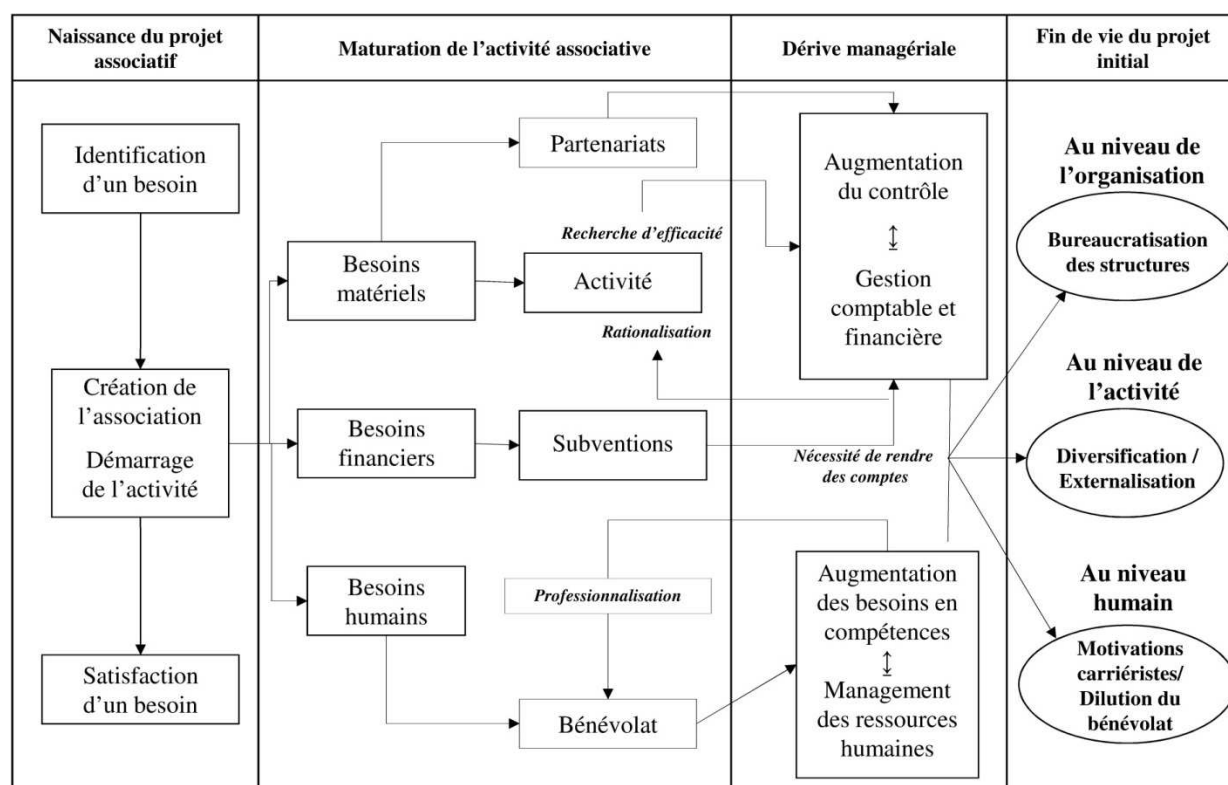 Naissance du projet
associatif
Maturation de l’activité associative
Dérive managériale
Fin de vie du projet
initial
Identification
d’un besoin
Création de
l’association
Démarrage
de l’activité
Satisfaction
d’un besoin
Partenariats
Recherche d’efficacité
Besoins
matériels
Activité
Rationalisation
Besoins
financiers
Subventions
Besoins
humains
Professionnalisation
Bénévolat
Augmentation
du contrôle
Gestion
comptable et
financière
Nécessité de rendre
des comptes
Augmentation
des besoins en
compétences
Management
des ressources
humaines
Au niveau de
l’organisation
Bureaucratisation
des structures
Au niveau de
l’activité
Diversification /
Externalisation
Au niveau
humain
Motivations
carriéristes/
Dilution du
bénévolat